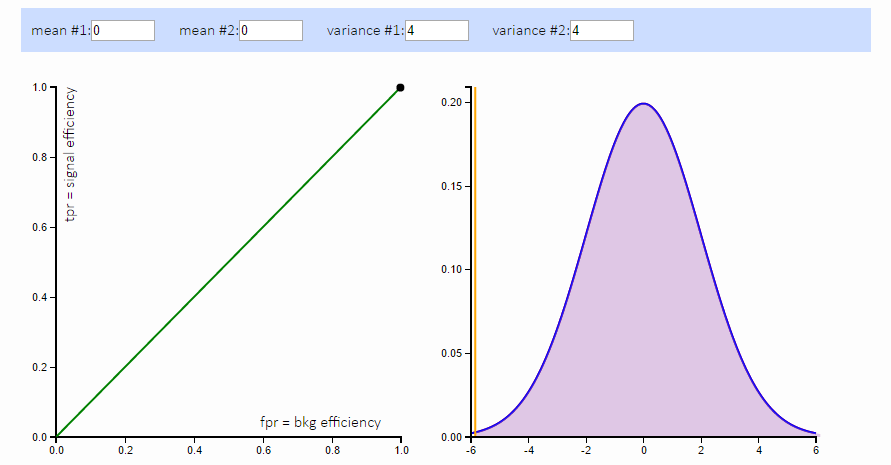 mean #1: 0 mean #2: 0 variance #1: 4 variance #2: 4
tpr = signal efficiency
1.0
0.8
0.6
0.4
0.2
0.0
fpr = bkg efficiency
0.0 0.2 0.4 0.6 0.8 1.0
0.20
0.15
0.10
0.05
0.00
-6 -4 -2 0 2 4 6